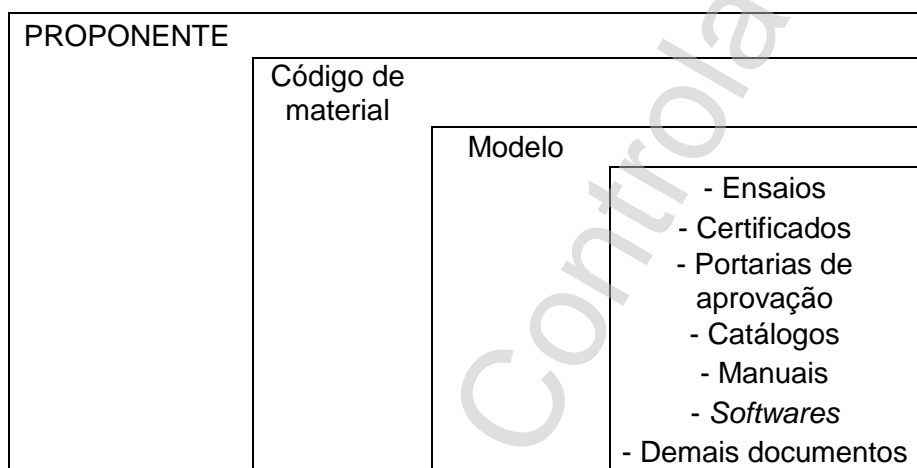 PROPONENTE
Código de
material
Modelo
- Ensaios
- Certificados
- Portarias de
aprovação
- Catálogos
- Manuais
- Softwares
- Demais documentos
Controla